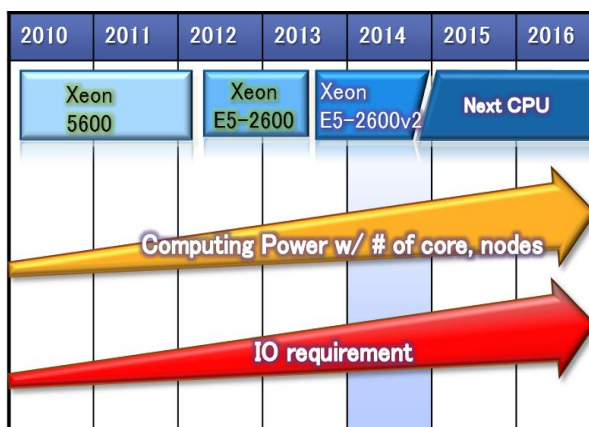 2010 2011 2012 2013 2014 2015 2016
Xeon
5600
Xeon
E5-2600
Xeon
E5-2600v2
Next CPU
Computing Power w/ # of core, nodes
IO requirement